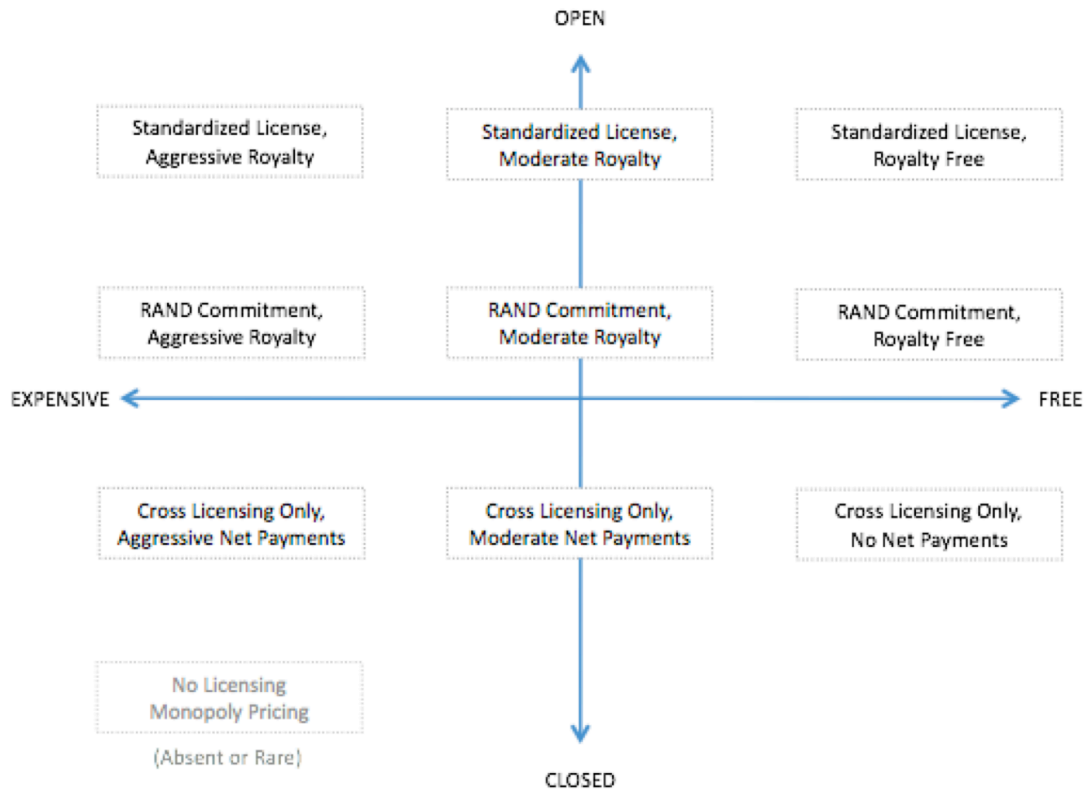 OPEN
Standardized License,
Aggressive Royalty
Standardized License,
Moderate Royalty
Standardized License,
Royalty Free
RAND Commitment,
Aggressive Royalty
RAND Commitment,
Moderate Royalty
RAND Commitment,
Royalty Free
EXPENSIVE
FREE
Cross Licensing Only,
Aggressive Net Payments
Cross Licensing Only,
Moderate Net Payments
Cross Licensing Only,
No Net Payments
No Licensing
Monopoly Pricing
(Absent or Rare)
CLOSED